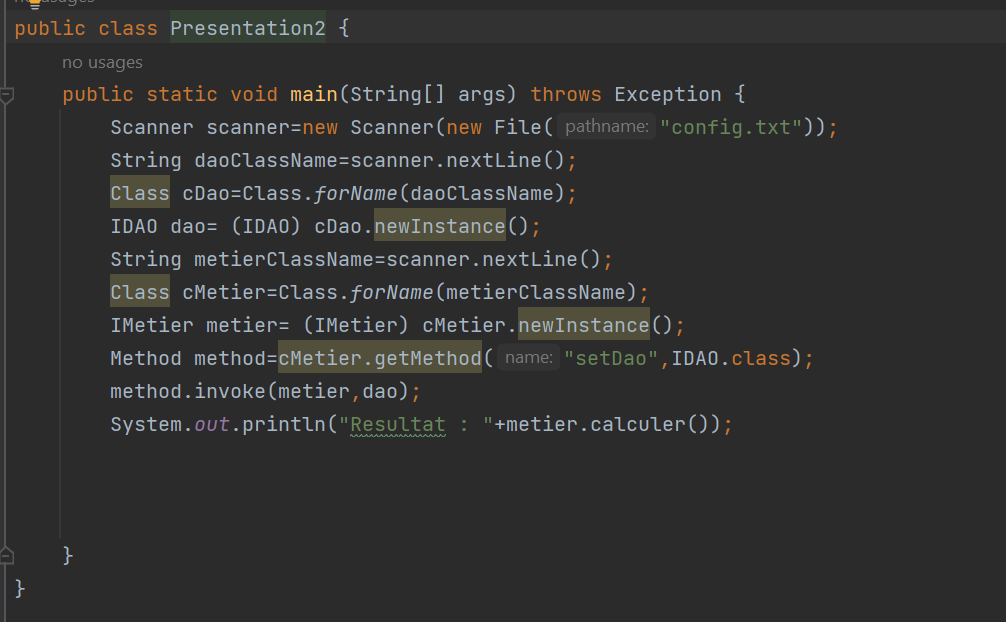 usages
public class Presentation2 {
no usages
public static void main(String[] args) throws Exception {
Scanner scanner=new Scanner(new File( pathname: "config.txt"));
String daoClassName=scanner.nextLine();
Class cDao=Class.forName(daoClassName);
IDAO dao= (IDAO) cDao.newInstance();
String metierClassName=scanner.nextLine();
Class cMetier=Class.forName(metierClassName);
IMetier metier= (IMetier) cMetier.newInstance();
Method method=cMetier.getMethod( name: "setDao",IDAO.class);
method.invoke(metier,dao);
System.out.println("Resultat : "+metier.calculer());
}
}